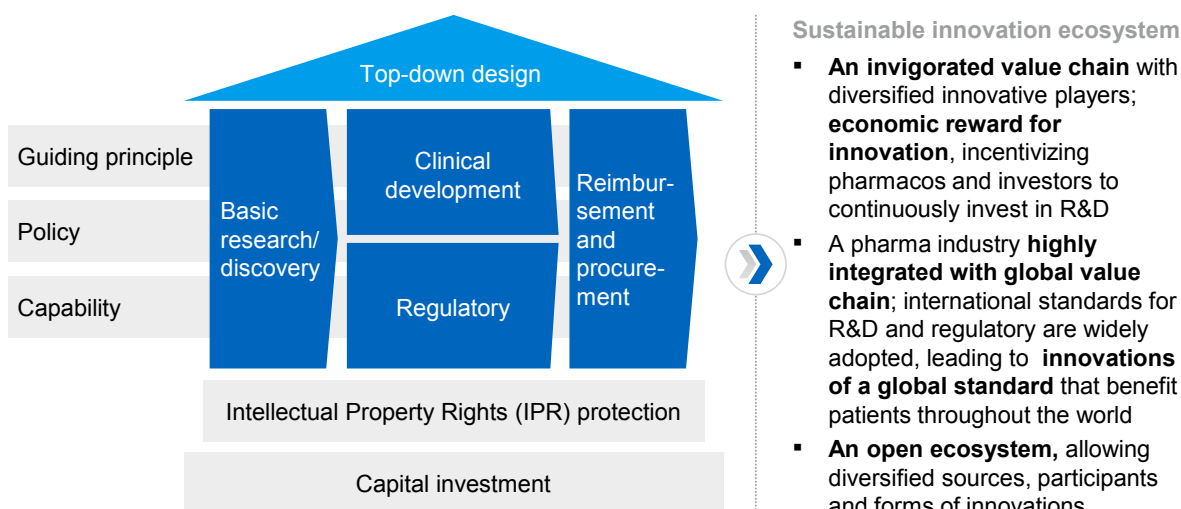 Top-down design
Guiding principle
Policy
Capability
Basic
research/
discovery
Clinical
development
Regulatory
Reimbur-
sement
and
procure-
ment
Intellectual Property Rights (IPR) protection
Capital investment
Sustainable innovation ecosystem
▪ An invigorated value chain with
diversified innovative players;
economic reward for
innovation, incentivizing
pharmacos and investors to
continuously invest in R&D
▪ A pharma industry highly
integrated with global value
chain; international standards for
R&D and regulatory are widely
adopted, leading to innovations
of a global standard that benefit
patients throughout the world
▪ An open ecosystem, allowing
diversified sources, participants
and forms of innovations